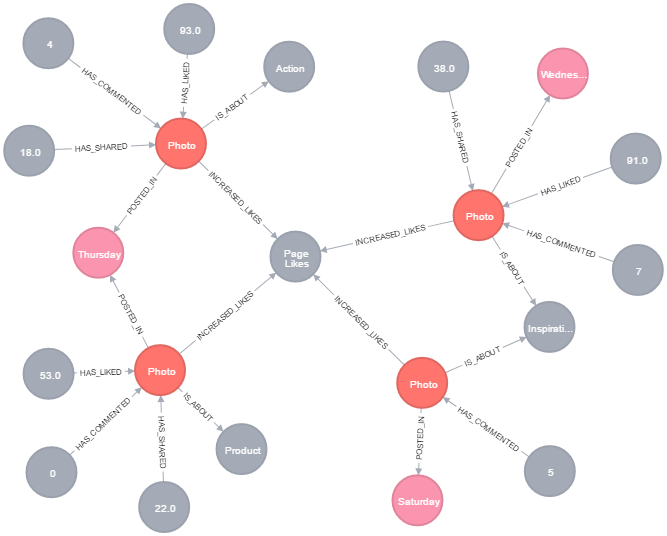 4
93.0
Action
HAS_COMMENTED
HAS_LIKED
IS_ABOUT
18.0
HAS_SHARED
Photo
POSTED_IN
INCREASED_LIKES
Thursday
Page
Likes
38.0
Wednes...
HAS_SHARED
POSTED_IN
91.0
HAS_LIKED
Photo
INCREASED_LIKES
HAS_COMMENTED
7
IS_ABOUT
Inspirati...
POSTED_IN
INCREASED_LIKES
INCREASED_LIKES
53.0
HAS_LIKED
Photo
IS_ABOUT
HAS_COMMENTED
HAS_SHARED
Product
0
22.0
IS_ABOUT
Photo
POSTED_IN
HAS_COMMENTED
5
Saturday